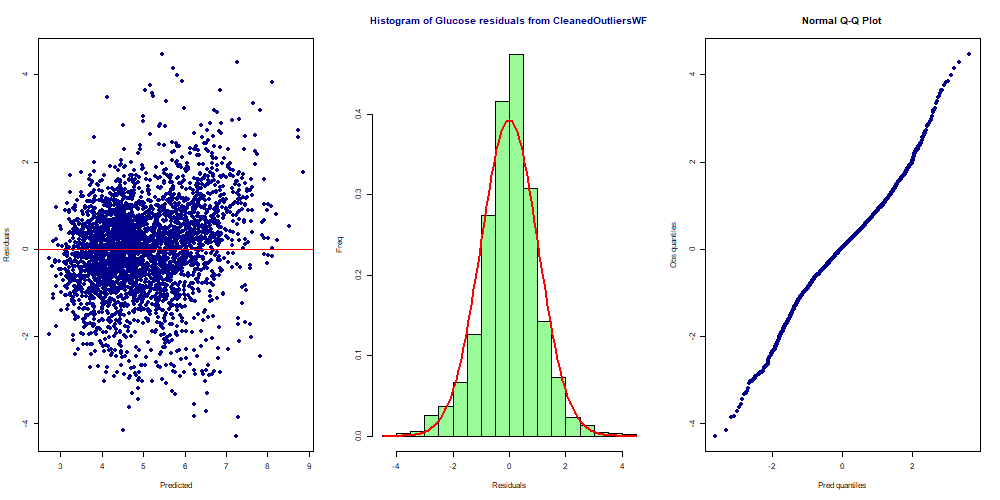 Residuals
4
2
0
-2
-4
3 4 5 6 7 8 9
Predicted
Histogram of Glucose residuals from CleanedOutliersWF
Freq
0.4
0.3
0.2
0.1
0.0
-4 -2 0 2 4
Residuals
Normal Q-Q Plot
Obs quantiles
4
2
0
-2
-4
-2 0 2
Pred quantiles